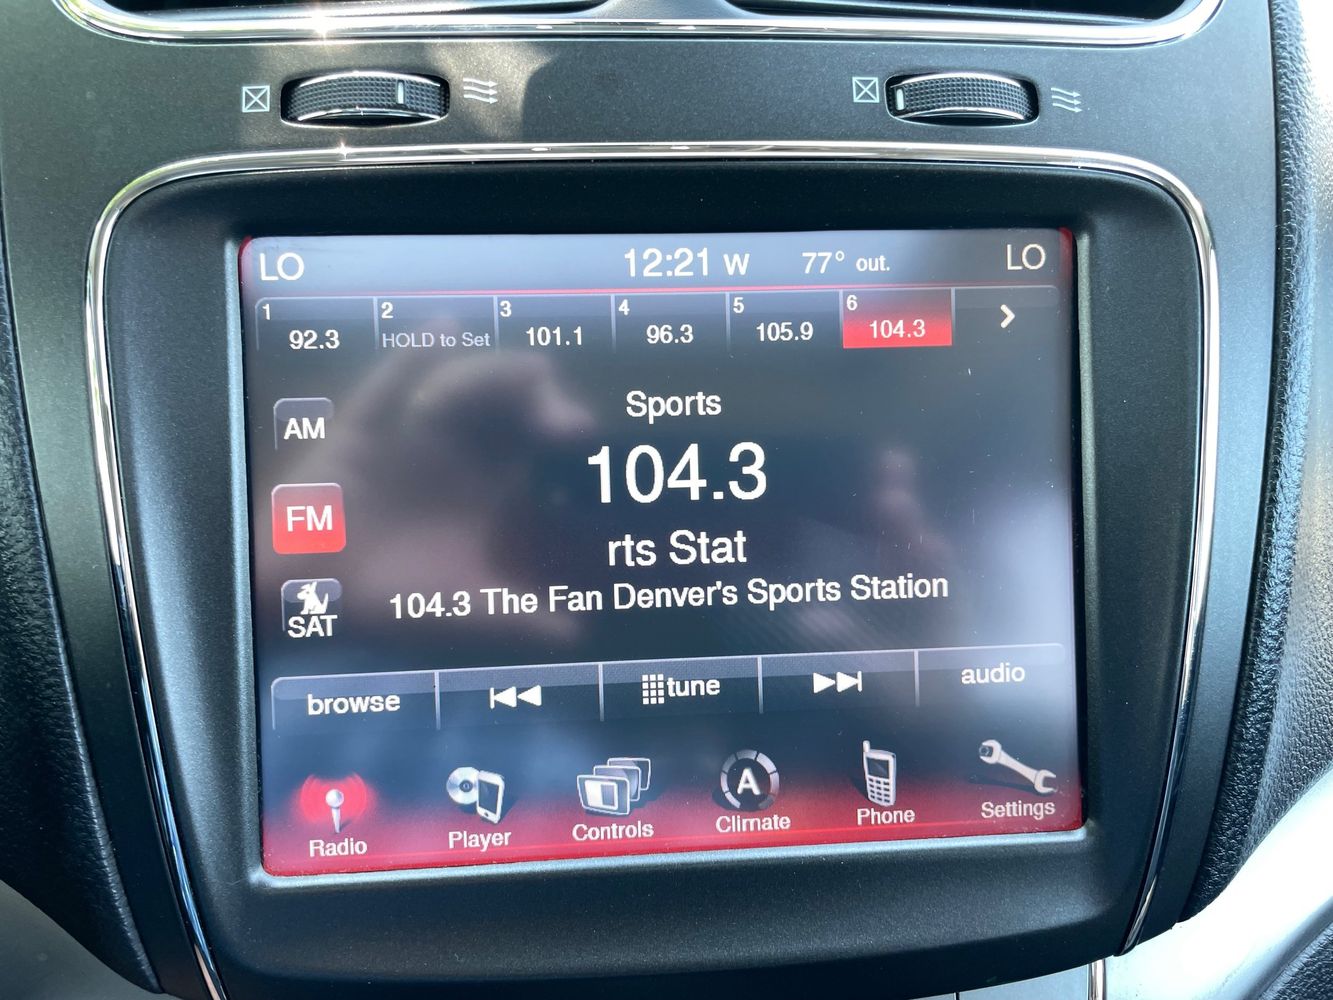 LO 12:21 W 77° out. LO
1 2 3 4 5 6
92.3 HOLD to Set 101.1 96.3 105.9 104.3
Sports
AM
104.3
FM
rts Stat
104.3 The Fan Denver's Sports Station
SAT
browse tune audio
A
Radio Player Controls Climate Phone Settings